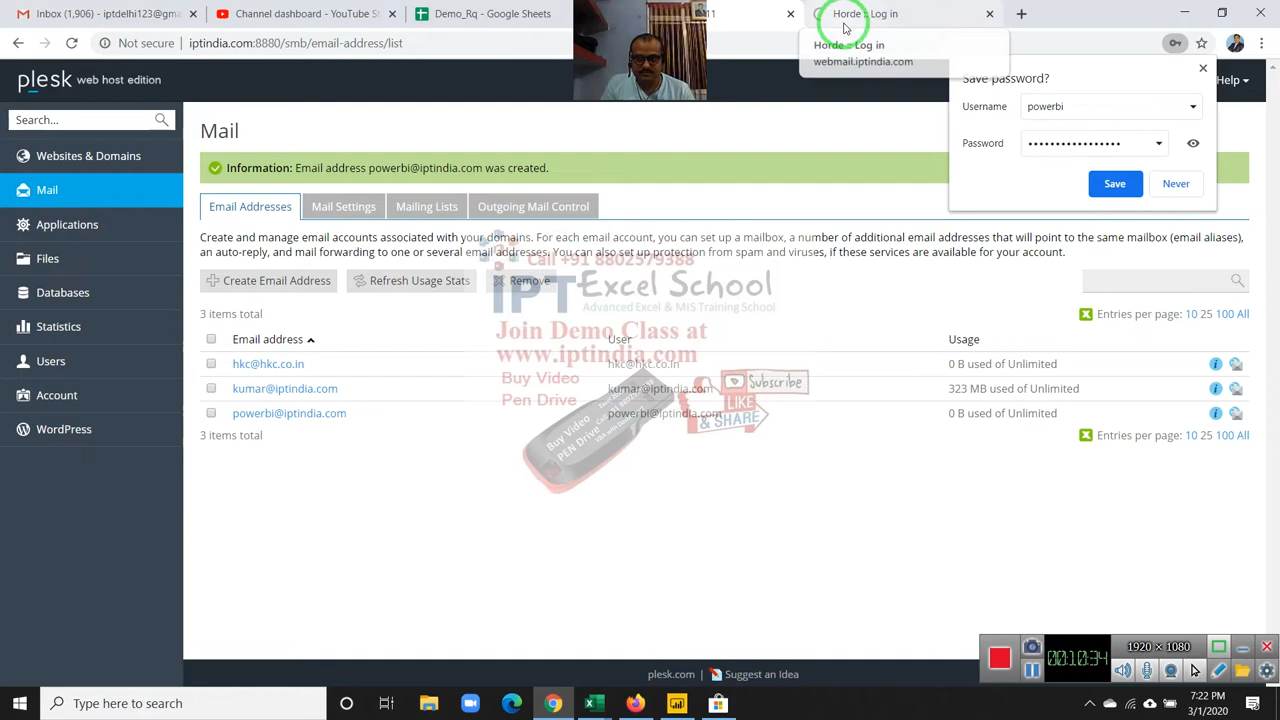 Inbox (1,906) - iptindia@gmail.com
Channel dashboard - YouTube St
Demo_Rq - Google Sheets
Horde :: Log in
iptindia.com:8880/smb/email-address/list
Horde :: Log in
webmail.iptindia.com
plesk web host edition
Help
Save password?
Username powerbi
Password
Save Never
Search...
Websites & Domains
Mail
Applications
Files
Databases
Statistics
Users
Account
WordPress
Mail
Information: Email address powerbi@iptindia.com was created.
Email Addresses Mail Settings Mailing Lists Outgoing Mail Control
Create and manage email accounts associated with your domains. For each email account, you can set up a mailbox, a number of additional email addresses that will point to the same mailbox (email aliases),
an auto-reply, and mail forwarding to one or several email addresses. You can also set up protection from spam and viruses, if these services are available for your account.
Call +91 8802579388
Create Email Address Refresh Usage Stats Remove
IPT Excel School
Advanced Excel & MIS Training School
3 items total
Entries per page: 10 25 100 All
Join Demo Class at
www.iptindia.com
Buy Video
Pen Drive
Email address User Usage
hkc@hkc.co.in hkc@hkc.co.in 0 B used of Unlimited
kumar@iptindia.com kumar@iptindia.com 323 MB used of Unlimited
powerbi@iptindia.com powerbi@iptindia.com 0 B used of Unlimited
Subscribe
LIKE
& SHARE
Buy Video
PEN Drive
3 items total
Entries per page: 10 25 100 All
plesk.com | Suggest an Idea
00:10:34
1920 × 1080
Type here to search
7:22 PM
3/1/2020